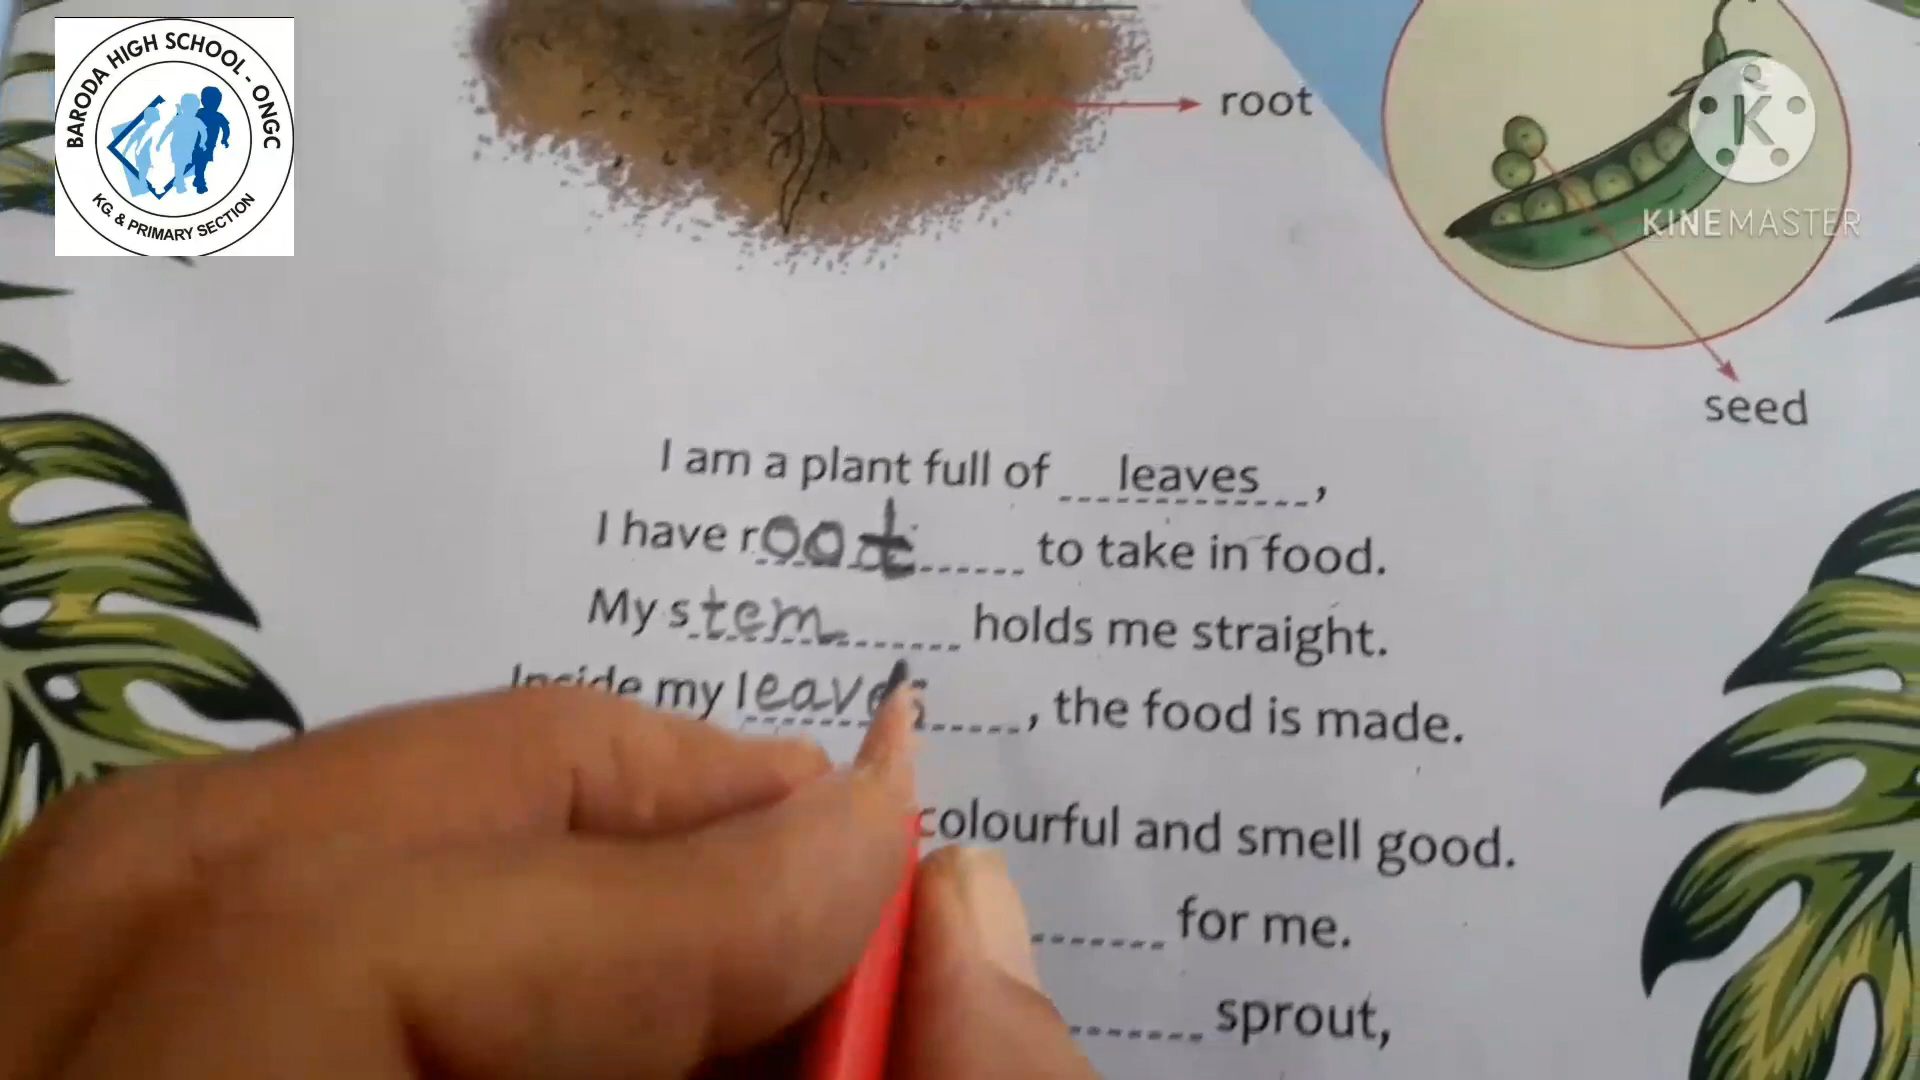 BARODA HIGH SCHOOL - ONGC
KG. & PRIMARY SECTION
root
K
KINEMASTER
seed
I am a plant full of leaves,
I have root to take in food.
My stem holds me straight.
Inside my leaves, the food is made.
colourful and smell good.
for me.
sprout,